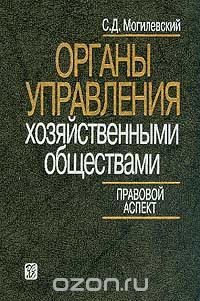 С.Д. Могилевский
ОРГАНЫ
УПРАВЛЕНИЯ
ХОЗЯЙСТВЕННЫМИ
ОБЩЕСТВАМИ
ПРАВОВОЙ
АСПЕКТ
ozon.ru